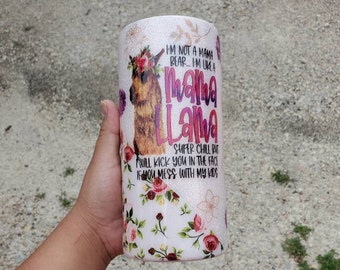 I'M NOT A MAMA
BEAR... I'M LIKE A
MAMA
LLAMA
SUPER CHILL BUT
I WILL KICK YOU IN THE FACE
IF YOU MESS WITH MY KIDS